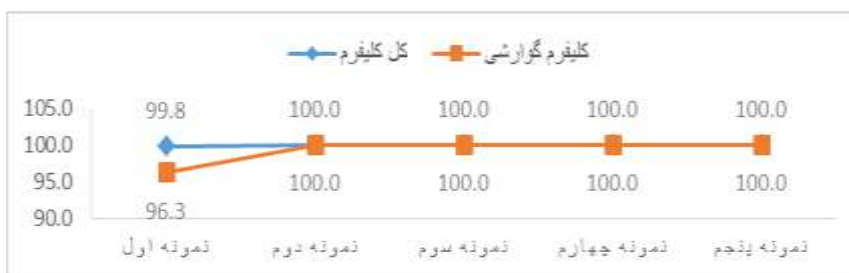 کل کلیفرم کلیفرم گوارشی
105.0
99.8 100.0 100.0 100.0 100.0
100.0
95.0
96.3 100.0 100.0 100.0 100.0
90.0
نمونه اول نمونه دوم نمونه سوم نمونه چهارم نمونه پنجم